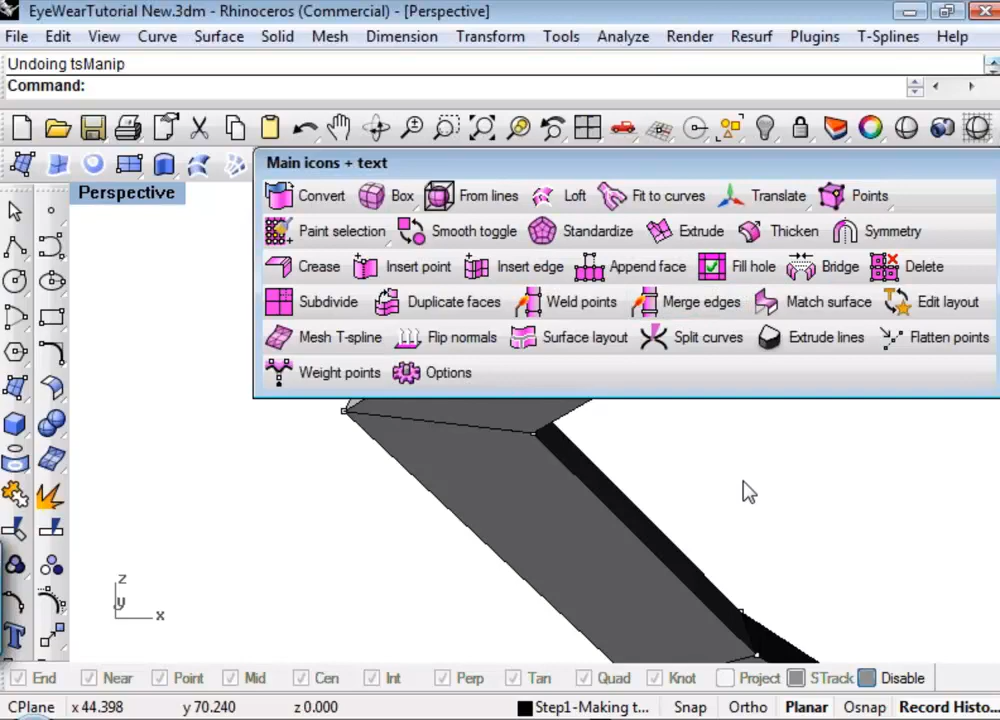 EyeWearTutorial New.3dm - Rhinoceros (Commercial) - [Perspective]
File Edit View Curve Surface Solid Mesh Dimension Transform Tools Analyze Render Resurf Plugins T-Splines Help
Undoing tsManip
Command:
Main icons + text
Perspective
Convert Box From lines Loft Fit to curves Translate Points
Paint selection Smooth toggle Standardize Extrude Thicken Symmetry
Crease Insert point Insert edge Append face Fill hole Bridge Delete
Subdivide Duplicate faces Weld points Merge edges Match surface Edit layout
Mesh T-spline Flip normals Surface layout Split curves Extrude lines Flatten points
Weight points Options
z
y
x
End Near Point Mid Cen Int Perp Tan Quad Knot Project STrack Disable
CPlane x 44.398 y 70.240 z 0.000 Step1-Making t... Snap Ortho Planar Osnap Record Histo...